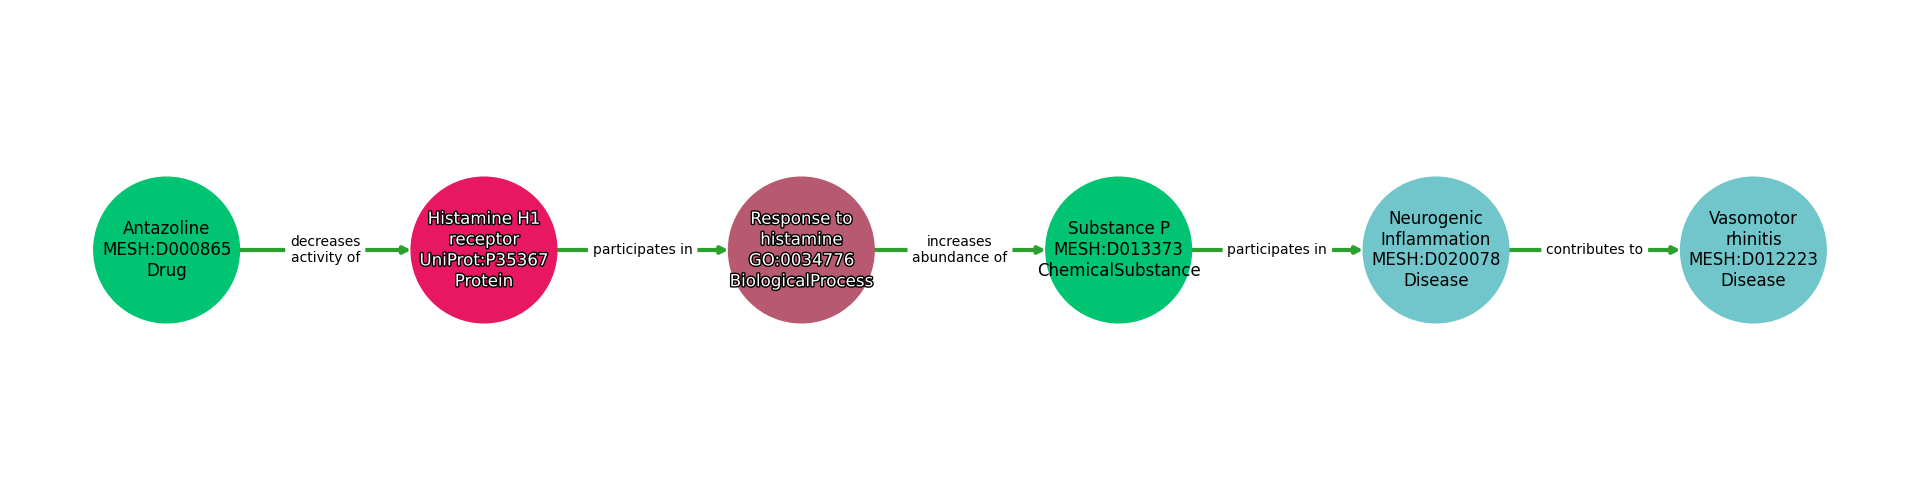 Antazoline
MESH:D000865
Drug
decreases
activity of
Histamine H1
receptor
UniProt:P35367
Protein
participates in
Response to
histamine
GO:0034776
BiologicalProcess
increases
abundance of
Substance P
MESH:D013373
ChemicalSubstance
participates in
Neurogenic
Inflammation
MESH:D020078
Disease
contributes to
Vasomotor
rhinitis
MESH:D012223
Disease